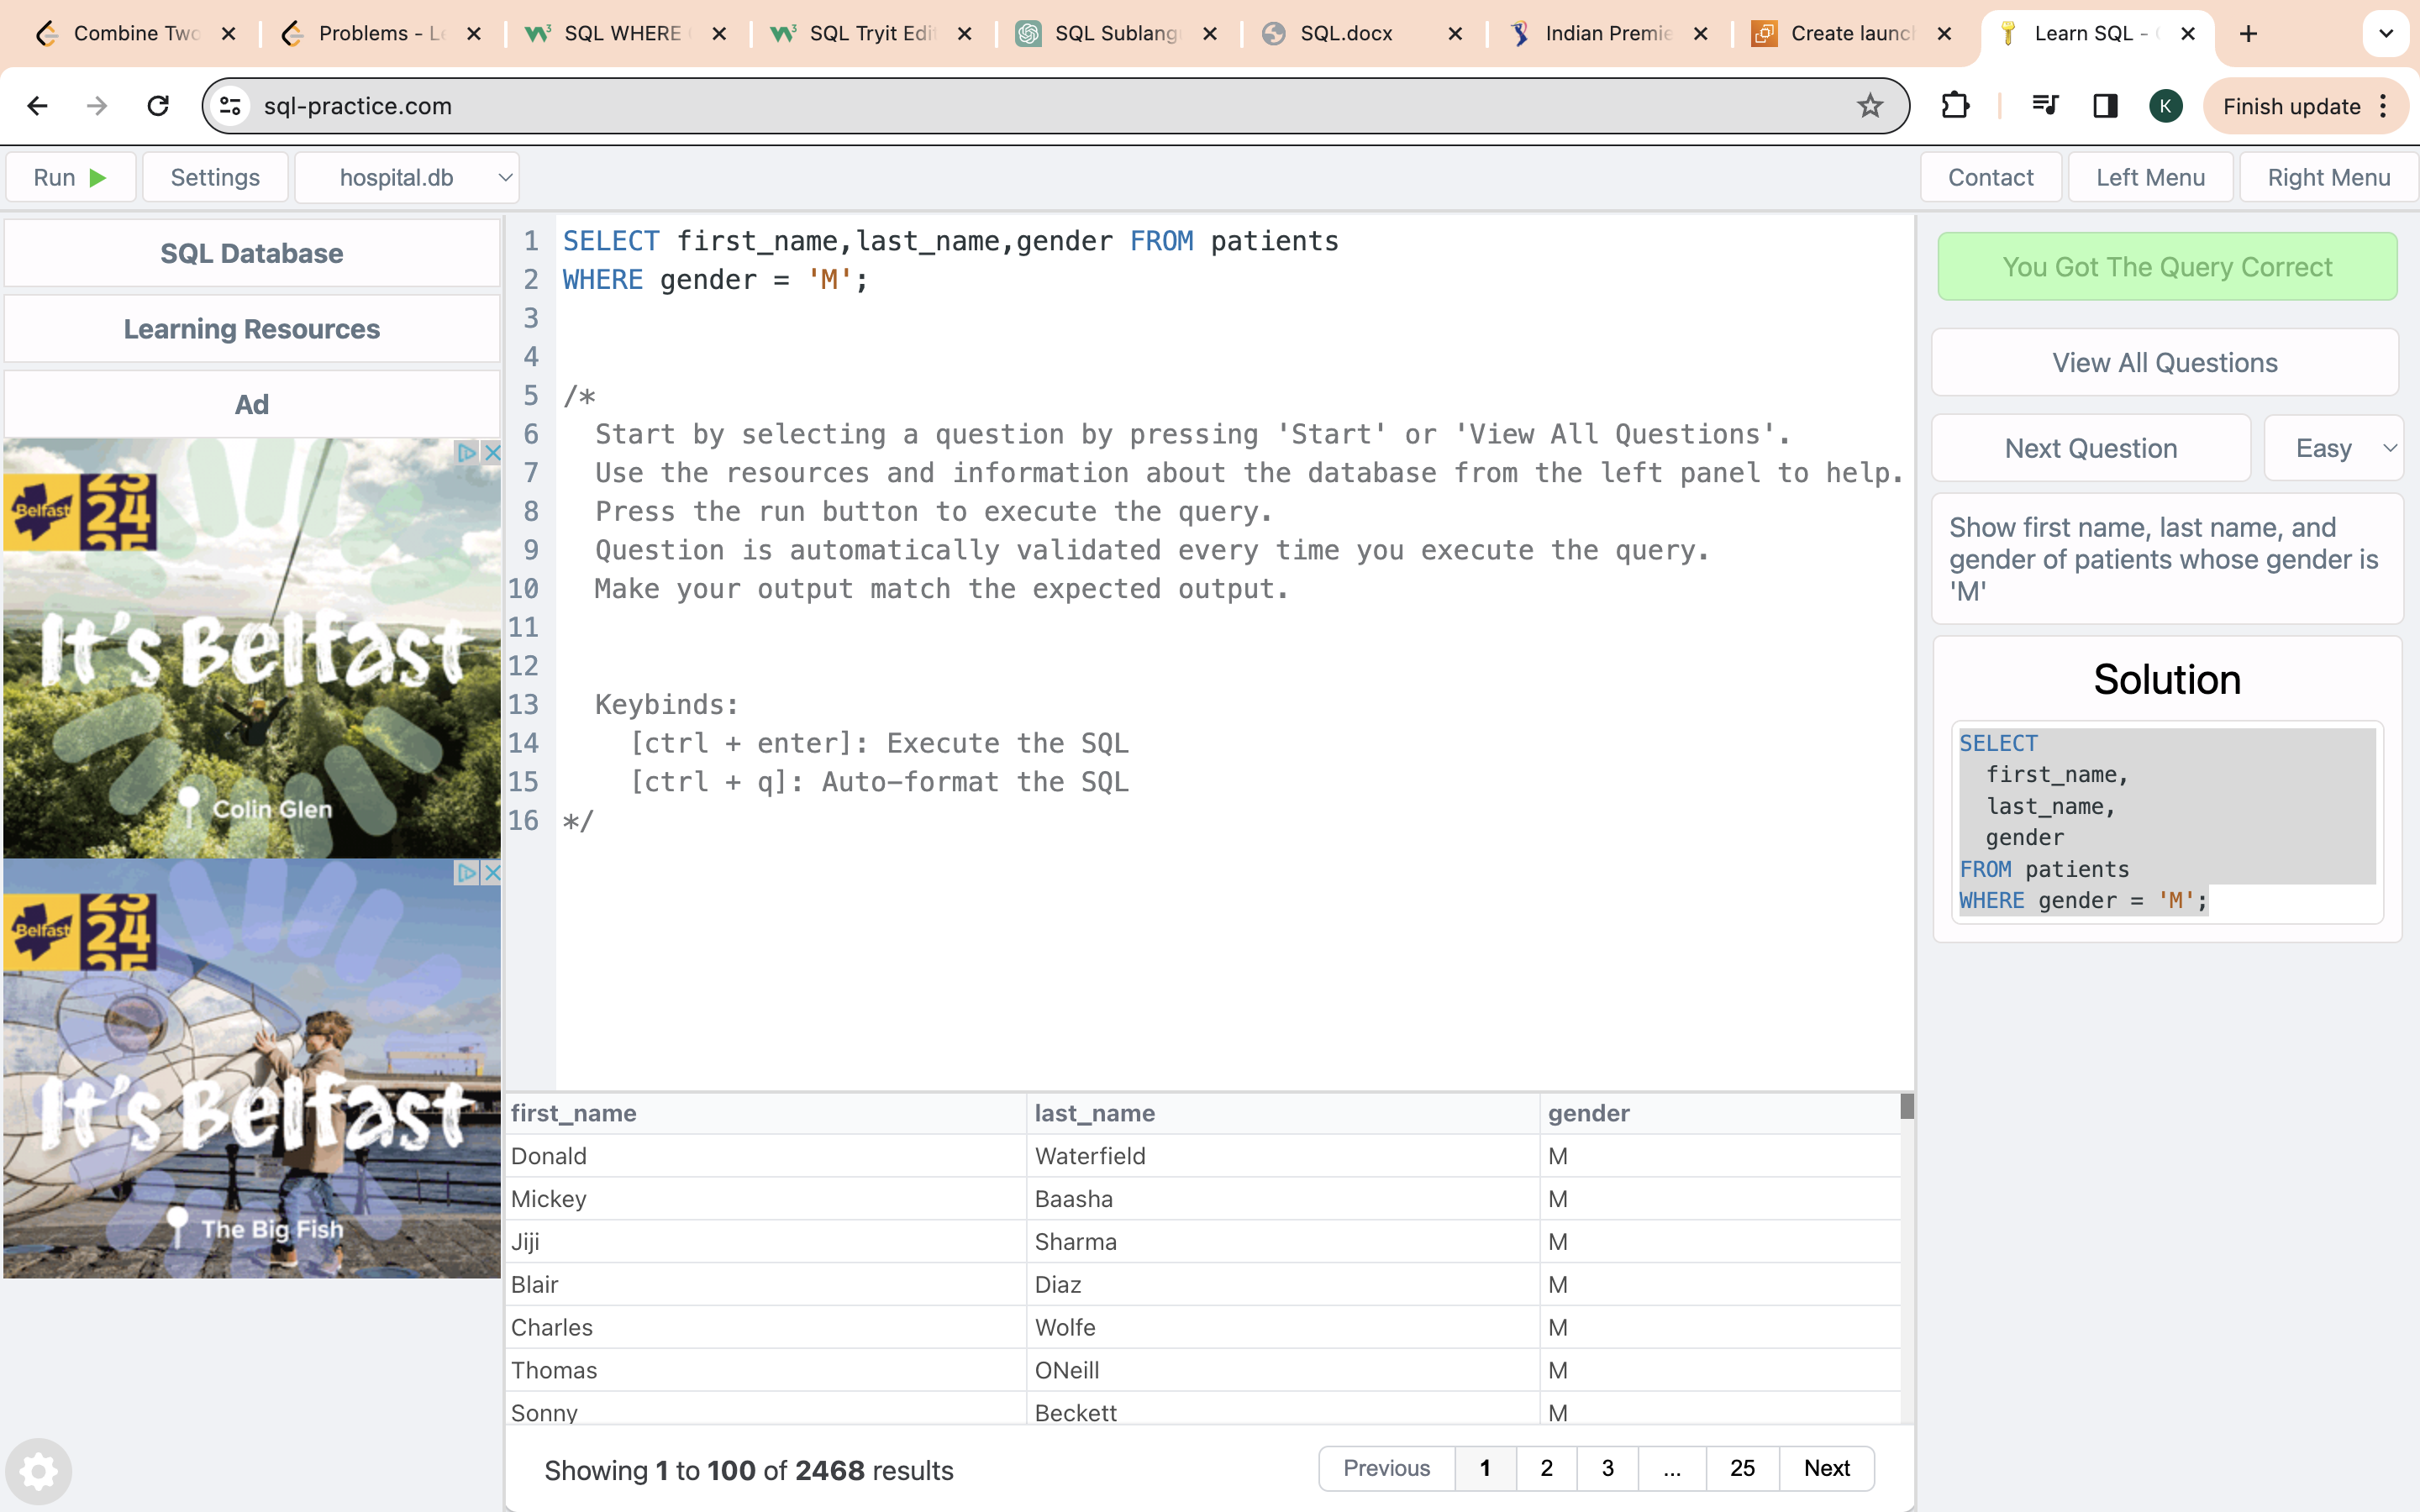 Combine Two
Problems - Le
SQL WHERE
SQL Tryit Edit
SQL Sublang
SQL.docx
Indian Premie
Create launc
Learn SQL -
sql-practice.com
K
Finish update
Run
Settings
hospital.db
Contact
Left Menu
Right Menu
SQL Database
Learning Resources
Ad
Belfast
23
24
25
It's Belfast
Colin Glen
Belfast
23
24
25
It's Belfast
The Big Fish
1 SELECT first_name,last_name,gender FROM patients
2 WHERE gender = 'M';
3
4
5 /*
6 Start by selecting a question by pressing 'Start' or 'View All Questions'.
7 Use the resources and information about the database from the left panel to help.
8 Press the run button to execute the query.
9 Question is automatically validated every time you execute the query.
10 Make your output match the expected output.
11
12
13 Keybinds:
14 [ctrl + enter]: Execute the SQL
15 [ctrl + q]: Auto-format the SQL
16 */
first_name last_name gender
Donald Waterfield M
Mickey Baasha M
Jiji Sharma M
Blair Diaz M
Charles Wolfe M
Thomas ONeill M
Sonny Beckett M
Showing 1 to 100 of 2468 results
Previous 1 2 3 ... 25 Next
You Got The Query Correct
View All Questions
Next Question
Easy
Show first name, last name, and
gender of patients whose gender is
'M'
Solution
SELECT
first_name,
last_name,
gender
FROM patients
WHERE gender = 'M';